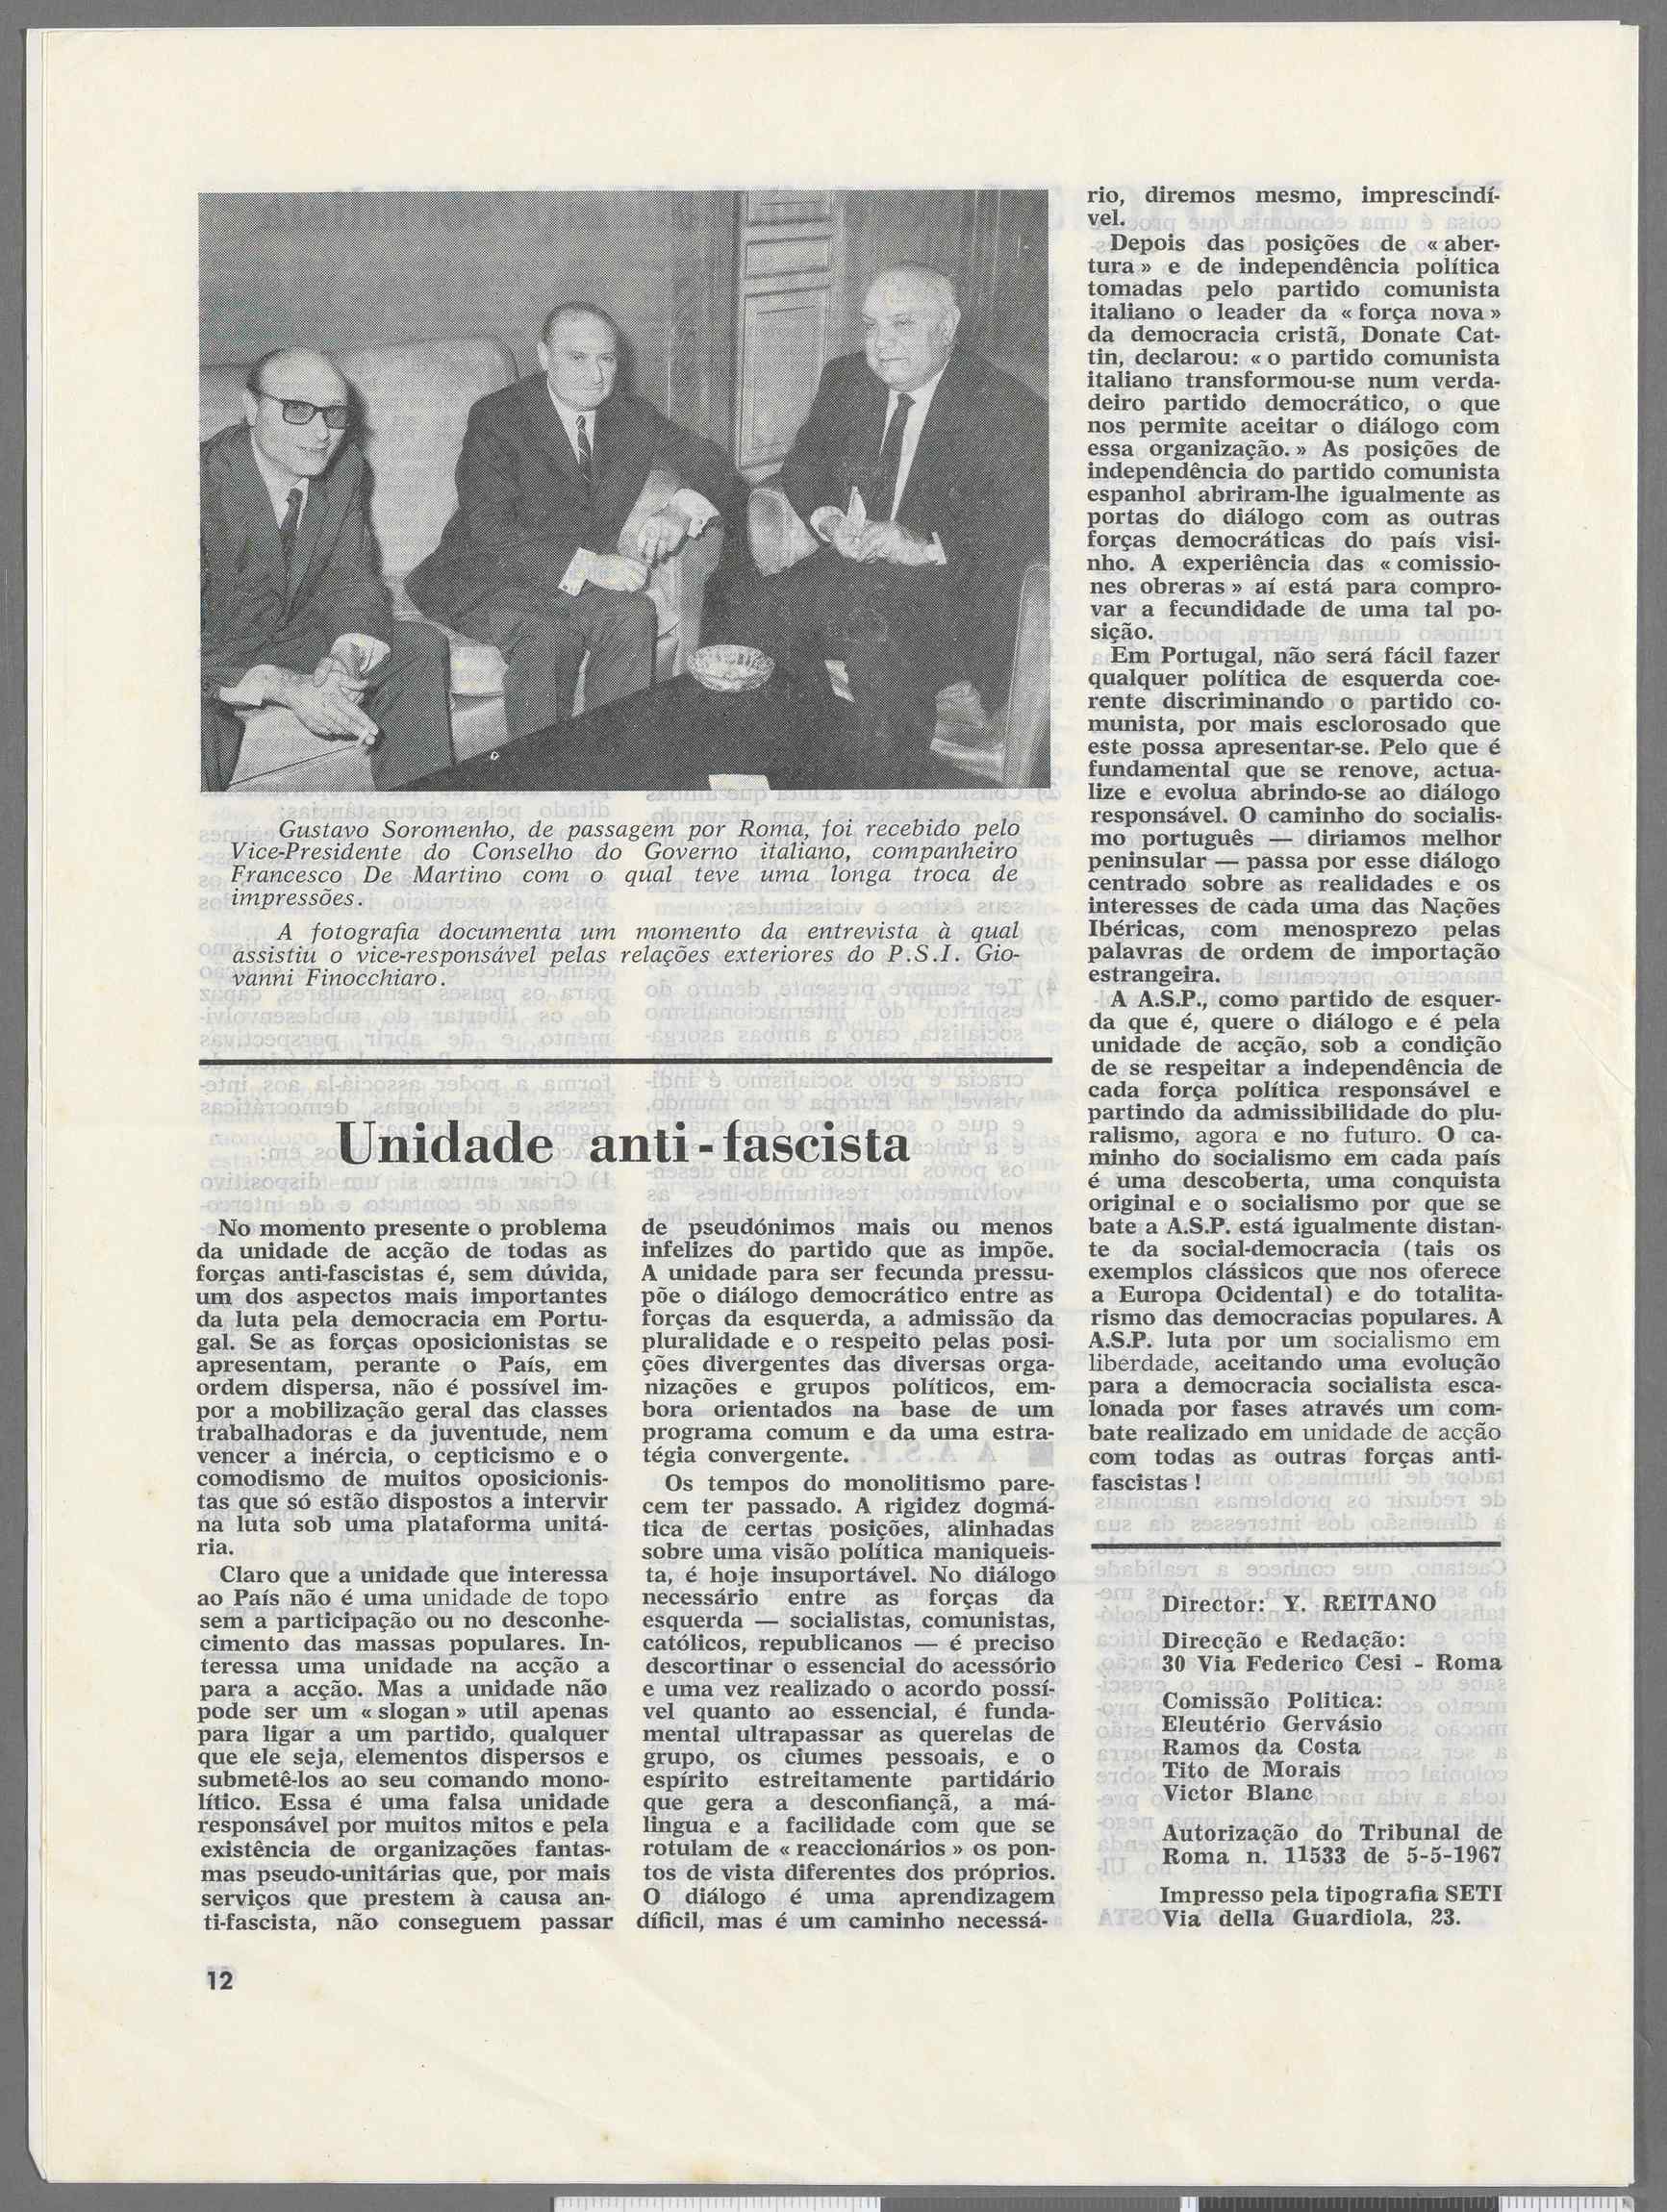 Gustavo Soromenho, de passagem por Roma, foi recebido pelo
Vice-Presidente do Conselho do Governo italiano, companheiro
Francesco De Martino com o qual teve uma longa troca de
impressões.
A fotografia documenta um momento da entrevista à qual
assistiu o vice-responsável pelas relações exteriores do P.S.I. Gio-
vanni Finocchiaro.
Unidade anti-fascista
No momento presente o problema
da unidade de acção de todas as
forças anti-fascistas é, sem dúvida,
um dos aspectos mais importantes
da luta pela democracia em Portu-
gal. Se as forças oposicionistas se
apresentam, perante o País, em
ordem dispersa, não é possível im-
por a mobilização geral das classes
trabalhadoras e da juventude, nem
vencer a inércia, o cepticismo e o
comodismo de muitos oposicionis-
tas que só estão dispostos a intervir
na luta sob uma plataforma unitá-
ria.
Claro que a unidade que interessa
ao País não é uma unidade de topo
sem a participação ou no desconhe-
cimento das massas populares. In-
teressa uma unidade na acção a
para a acção. Mas a unidade não
pode ser um « slogan » util apenas
para ligar a um partido, qualquer
que ele seja, elementos dispersos e
submetê-los ao seu comando mono-
lítico. Essa é uma falsa unidade
responsável por muitos mitos e pela
existência de organizações fantas-
mas pseudo-unitárias que, por mais
serviços que prestem à causa an-
ti-fascista, não conseguem passar
de pseudónimos mais ou menos
infelizes do partido que as impõe.
A unidade para ser fecunda pressu-
põe o diálogo democrático entre as
forças da esquerda, a admissão da
pluralidade e o respeito pelas posi-
ções divergentes das diversas orga-
nizações e grupos políticos, em-
bora orientados na base de um
programa comum e da uma estra-
tégia convergente.
Os tempos do monolitismo pare-
cem ter passado. A rigidez dogmá-
tica de certas posições, alinhadas
sobre uma visão política maniqueis-
ta, é hoje insuportável. No diálogo
necessário entre as forças da
esquerda — socialistas, comunistas,
católicos, republicanos — é preciso
descortinar o essencial do acessório
e uma vez realizado o acordo possí-
vel quanto ao essencial, é funda-
mental ultrapassar as querelas de
grupo, os ciumes pessoais, e o
espírito estreitamente partidário
que gera a desconfiançã, a má-
lingua e a facilidade com que se
rotulam de « reaccionários » os pon-
tos de vista diferentes dos próprios.
O diálogo é uma aprendizagem
díficil, mas é um caminho necessá-
rio, diremos mesmo, imprescindí-
vel.
Depois das posições de « aber-
tura » e de independência política
tomadas pelo partido comunista
italiano o leader da « força nova »
da democracia cristã, Donate Cat-
tin, declarou: « o partido comunista
italiano transformou-se num verda-
deiro partido democrático, o que
nos permite aceitar o diálogo com
essa organização. » As posições de
independência do partido comunista
espanhol abriram-lhe igualmente as
portas do diálogo com as outras
forças democráticas do país visi-
nho. A experiência das « comissio-
nes obreras » aí está para compro-
var a fecundidade de uma tal po-
sição.
Em Portugal, não será fácil fazer
qualquer política de esquerda coe-
rente discriminando o partido co-
munista, por mais esclorosado que
este possa apresentar-se. Pelo que é
fundamental que se renove, actua-
lize e evolua abrindo-se ao diálogo
responsável. O caminho do socialis-
mo português — diriamos melhor
peninsular — passa por esse diálogo
centrado sobre as realidades e os
interesses de cada uma das Nações
Ibéricas, com menosprezo pelas
palavras de ordem de importação
estrangeira.
A A.S.P., como partido de esquer-
da que é, quere o diálogo e é pela
unidade de acção, sob a condição
de se respeitar a independência de
cada força política responsável e
partindo da admissibilidade do plu-
ralismo, agora e no futuro. O ca-
minho do socialismo em cada país
é uma descoberta, uma conquista
original e o socialismo por que se
bate a A.S.P. está igualmente distan-
te da social-democracia (tais os
exemplos clássicos que nos oferece
a Europa Ocidental) e do totalita-
rismo das democracias populares. A
A.S.P. luta por um socialismo em
liberdade, aceitando uma evolução
para a democracia socialista esca-
lonada por fases através um com-
bate realizado em unidade de acção
com todas as outras forças anti-
fascistas !
Director: Y. REITANO
Direcção e Redação:
30 Via Federico Cesi - Roma
Comissão Politica:
Eleutério Gervásio
Ramos da Costa
Tito de Morais
Victor Blanc
Autorização do Tribunal de
Roma n. 11533 de 5-5-1967
Impresso pela tipografia SETI
Via della Guardiola, 23.
12